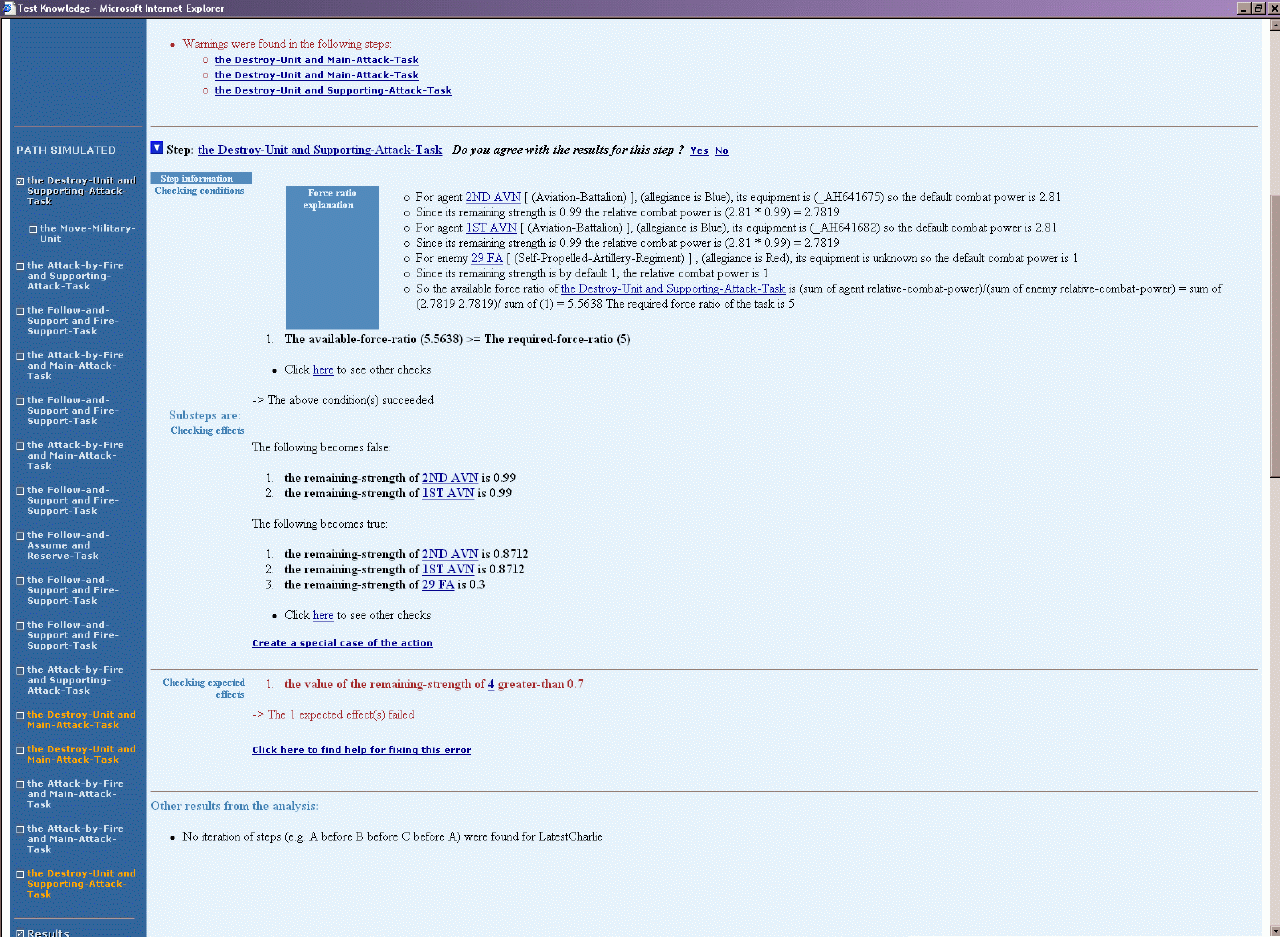 Test Knowledge - Microsoft Internet Explorer
Warnings were found in the following steps:
the Destroy-Unit and Main-Attack-Task
the Destroy-Unit and Main-Attack-Task
the Destroy-Unit and Supporting-Attack-Task
PATH SIMULATED
the Destroy-Unit and
Supporting-Attack
Task
the Move-Military-
Unit
the Attack-by-Fire
and Supporting-
Attack-Task
the Follow-and-
Support and Fire-
Support-Task
the Attack-by-Fire
and Main-Attack-
Task
the Follow-and-
Support and Fire-
Support-Task
the Attack-by-Fire
and Main-Attack-
Task
the Follow-and-
Support and Fire-
Support-Task
the Follow-and-
Assume and
Reserve-Task
the Follow-and-
Support and Fire-
Support-Task
the Follow-and-
Support and Fire-
Support-Task
the Attack-by-Fire
and Supporting-
Attack-Task
the Destroy-Unit and
Main-Attack-Task
the Destroy-Unit and
Main-Attack-Task
the Attack-by-Fire
and Main-Attack-
Task
the Attack-by-Fire
and Main-Attack-
Task
the Destroy-Unit and
Supporting-Attack-
Task
Results
Step: the Destroy-Unit and Supporting-Attack-Task Do you agree with the results for this step ? Yes No
Step information
Checking conditions
Force ratio
explanation
For agent 2ND AVN [ (Aviation-Battalion) ], (allegiance is Blue), its equipment is (_AH641675) so the default combat power is 2.81
Since its remaining strength is 0.99 the relative combat power is (2.81 * 0.99) = 2.7819
For agent 1ST AVN [ (Aviation-Battalion) ], (allegiance is Blue), its equipment is (_AH641682) so the default combat power is 2.81
Since its remaining strength is 0.99 the relative combat power is (2.81 * 0.99) = 2.7819
For enemy 29 FA [ (Self-Propelled-Artillery-Regiment) ] , (allegiance is Red), its equipment is unknown so the default combat power is 1
Since its remaining strength is by default 1, the relative combat power is 1
So the available force ratio of the Destroy-Unit and Supporting-Attack-Task is (sum of agent relative-combat-power)/(sum of enemy relative-combat-power) = sum of
(2.7819 2.7819)/ sum of (1) = 5.5638 The required force ratio of the task is 5
1. The available-force-ratio (5.5638) >= The required-force-ratio (5)
Click here to see other checks
-> The above condition(s) succeeded
Substeps are:
Checking effects
The following becomes false:
1. the remaining-strength of 2ND AVN is 0.99
2. the remaining-strength of 1ST AVN is 0.99
The following becomes true:
1. the remaining-strength of 2ND AVN is 0.8712
2. the remaining-strength of 1ST AVN is 0.8712
3. the remaining-strength of 29 FA is 0.3
Click here to see other checks
Create a special case of the action
Checking expected
effects
1. the value of the remaining-strength of 4 greater-than 0.7
-> The 1 expected effect(s) failed
Click here to find help for fixing this error
Other results from the analysis:
No iteration of steps (e.g. A before B before C before A) were found for LatestCharlie